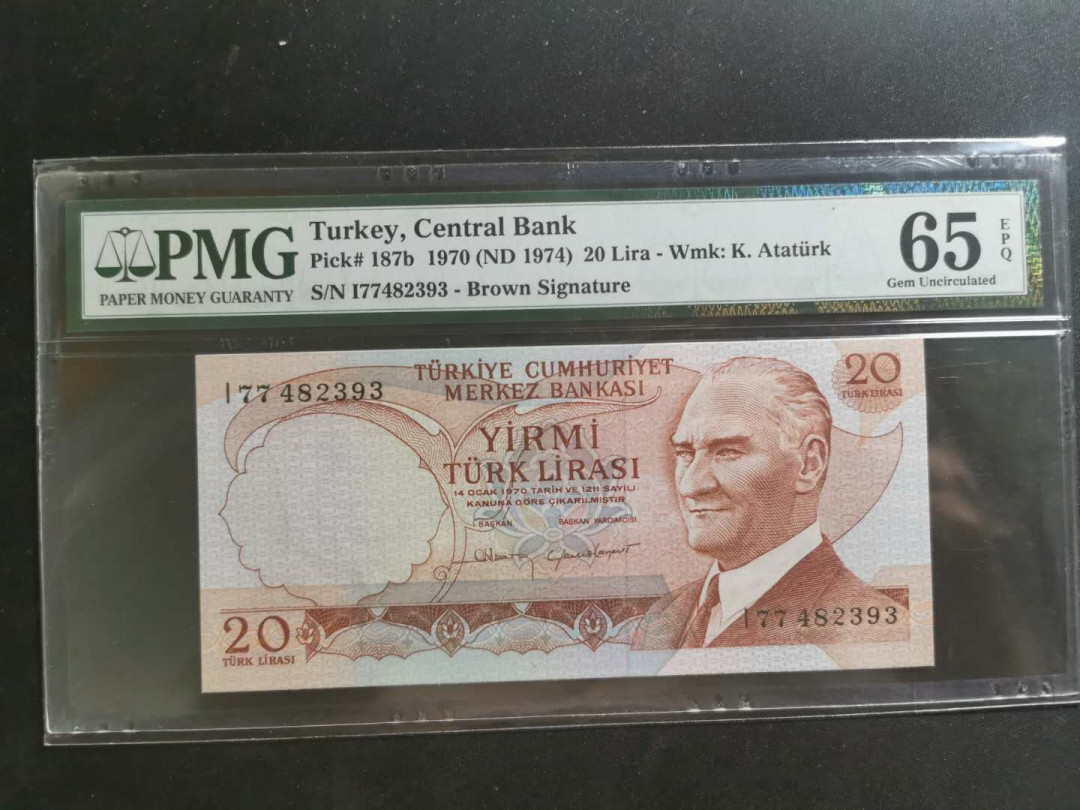 PMG
PAPER MONEY GUARANTY
Turkey, Central Bank
Pick# 187b 1970 (ND 1974) 20 Lira - Wmk: K. Atatürk
S/N I77482393 - Brown Signature
65
EPQ
Gem Uncirculated
I77 482393
TÜRKİYE CUMHURİYET
MERKEZ BANKASI
20
TÜRK LİRASI
YİRMİ
TÜRK LİRASI
14 OCAK 1970 TARİH VE 1211 SAYILI
KANUNA GÖRE ÇIKARILMIŞTIR
BAŞKAN BAŞKAN YARDIMCISI
I77 482393
20
TÜRK LİRASI